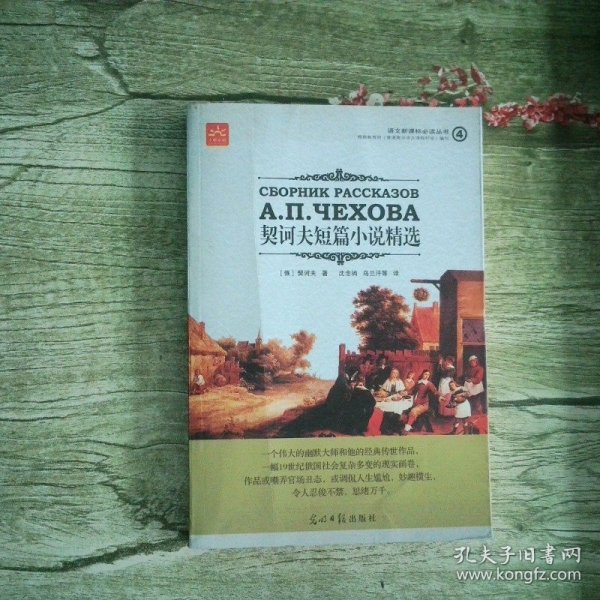 语文新课标必读丛书
4
СБОРНИК РАССКАЗОВ
А.П.ЧЕХОВА
契诃夫短篇小说精选
［俄］契诃夫 著
一个伟大的幽默大师和他的经典传世作品，
一幅19世纪俄国社会复杂多变的现实画卷，
作品或嘲弄官场丑态，或调侃人生尴尬，妙趣横生，
令人忍俊不禁，思绪万千。
光明日报出版社
孔夫子旧书网
www.kongfz.com